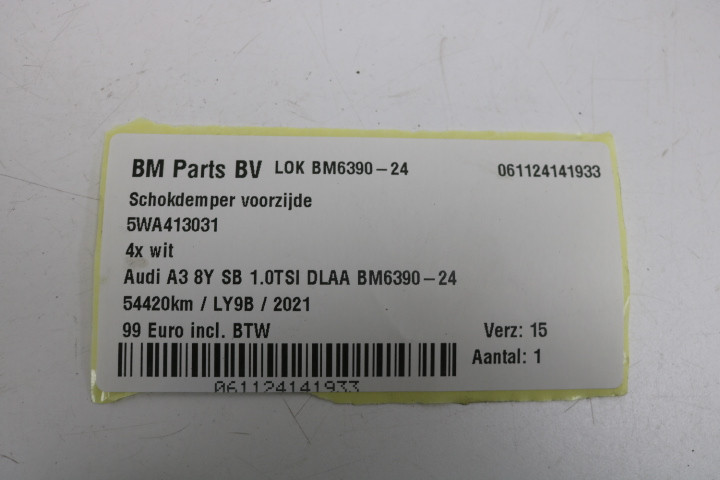 BM Parts BV LOK BM6390-24 061124141933
Schokdemper voorzijde
5WA413031
4x wit
Audi A3 8Y SB 1.0TSI DLAA BM6390-24
54420km / LY9B / 2021
99 Euro incl. BTW Verz: 15
Aantal: 1
061124141933